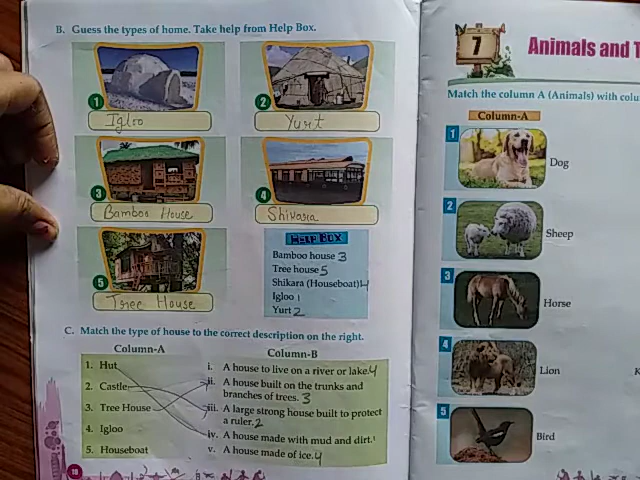 B. Guess the types of home. Take help from Help Box.
1
Igloo
2
Yurt
3
Bamboo House
4
Shivara
5
Tree House
HELP BOX
Bamboo house 3
Tree house 5
Shikara (Houseboat) 4
Igloo 1
Yurt 2
C. Match the type of house to the correct description on the right.
Column-A
Column-B
1. Hut
2. Castle
3. Tree House
4. Igloo
5. Houseboat
i. A house to live on a river or lake. 4
ii. A house built on the trunks and
branches of trees. 3
iii. A large strong house built to protect
a ruler. 2
iv. A house made with mud and dirt. 1
v. A house made of ice. 4
18
7
Animals and
Match the column A (Animals) with
Column-A
1
Dog
2
Sheep
3
Horse
4
Lion
5
Bird